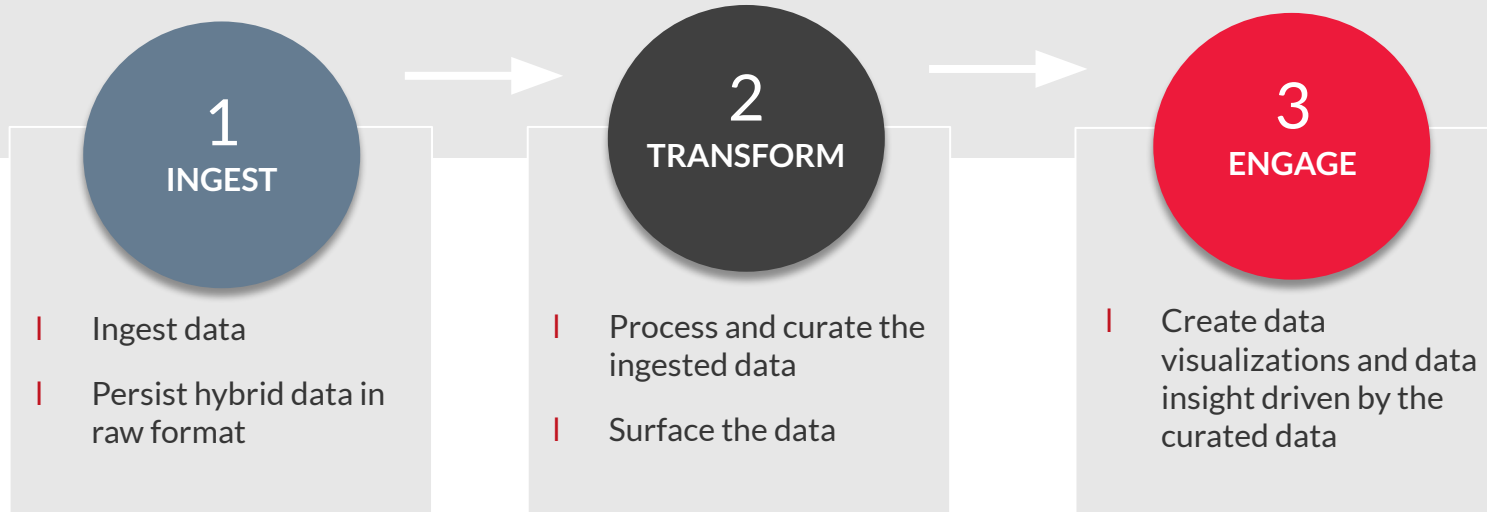 1
INGEST
Ingest data
Persist hybrid data in
raw format
2
TRANSFORM
Process and curate the
ingested data
Surface the data
3
ENGAGE
Create data
visualizations and data
insight driven by the
curated data